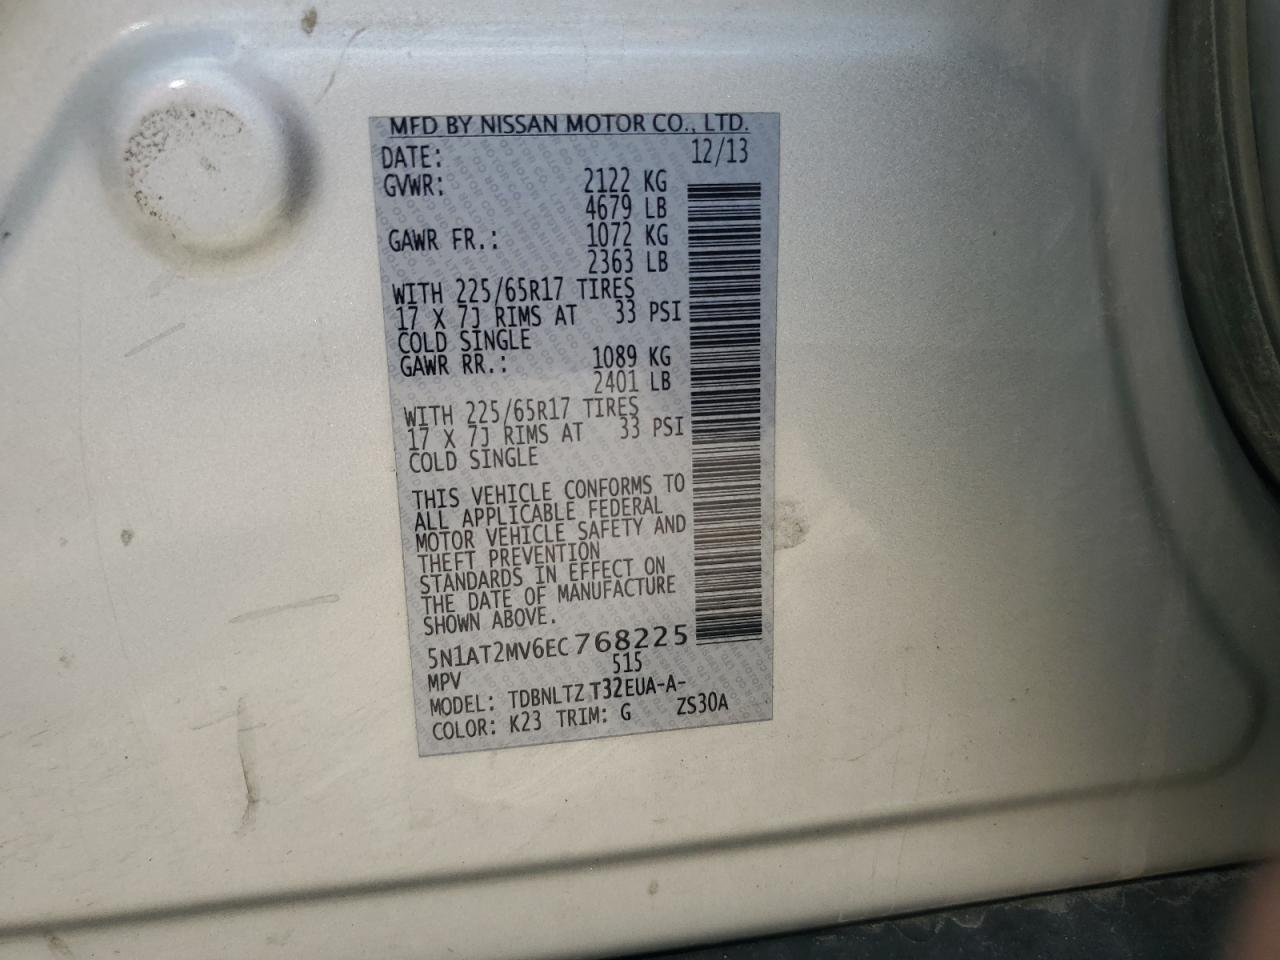 MFD BY NISSAN MOTOR CO., LTD.
DATE: 12/13
GVWR: 2122 KG
4679 LB
GAWR FR.: 1072 KG
2363 LB
WITH 225/65R17 TIRES
17 X 7J RIMS AT 33 PSI
COLD SINGLE
GAWR RR.: 1089 KG
2401 LB
WITH 225/65R17 TIRES
17 X 7J RIMS AT 33 PSI
COLD SINGLE
THIS VEHICLE CONFORMS TO
ALL APPLICABLE FEDERAL
MOTOR VEHICLE SAFETY AND
THEFT PREVENTION
STANDARDS IN EFFECT ON
THE DATE OF MANUFACTURE
SHOWN ABOVE.
5N1AT2MV6EC768225
MPV 515
MODEL: TDBNLTZ T32EUA-A-
COLOR: K23 TRIM: G ZS30A